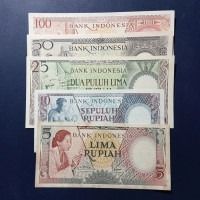 100 BANK INDONESIA
50 BANK INDONESIA
25 BANK INDONESIA
DUA PULUH LIMA
10 BANK INDONESIA
SEPULUH
RUPIAH
5 BANK INDONESIA
LIMA
RUPIAH
5